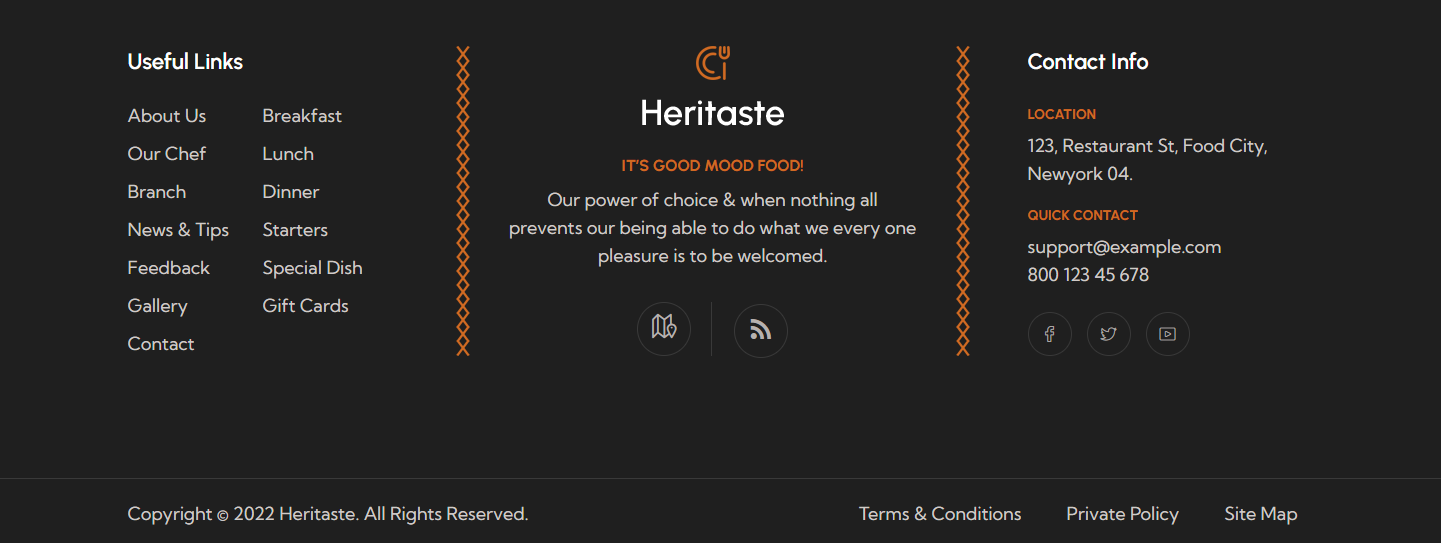 Useful Links
About Us
Our Chef
Branch
News & Tips
Feedback
Gallery
Contact
Breakfast
Lunch
Dinner
Starters
Special Dish
Gift Cards
Heritaste
IT'S GOOD MOOD FOOD!
Our power of choice & when nothing all
prevents our being able to do what we every one
pleasure is to be welcomed.
Contact Info
LOCATION
123, Restaurant St, Food City,
Newyork 04.
QUICK CONTACT
support@example.com
800 123 45 678
Copyright © 2022 Heritaste. All Rights Reserved.
Terms & Conditions
Private Policy
Site Map